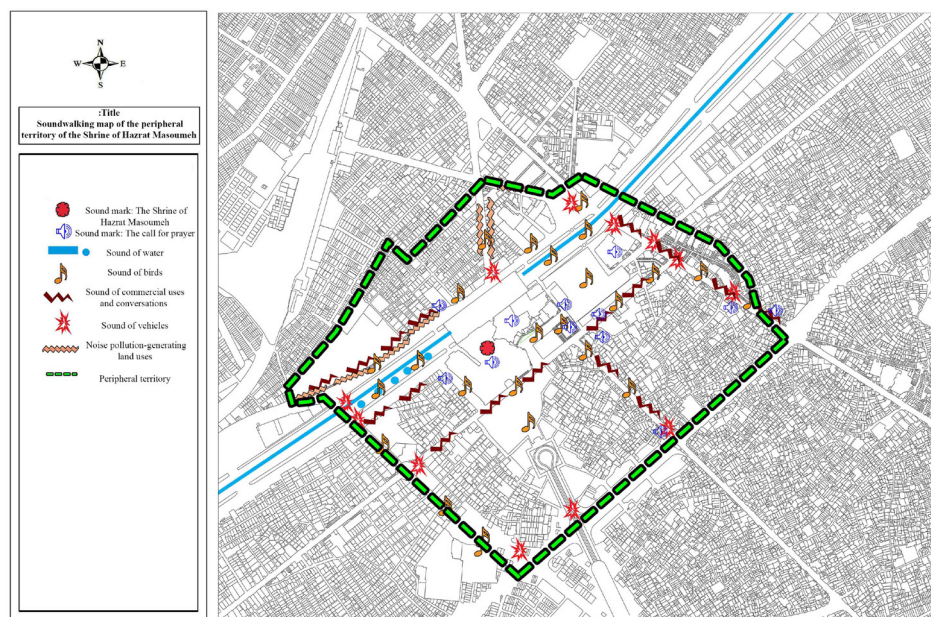 N
W E
S
:Title
Soundwalking map of the peripheral
territory of the Shrine of Hazrat Masoumeh
Sound mark: The Shrine of
Hazrat Masoumeh
Sound mark: The call for prayer
Sound of water
Sound of birds
Sound of commercial uses
and conversations
Sound of vehicles
Noise pollution-generating
land uses
Peripheral territory